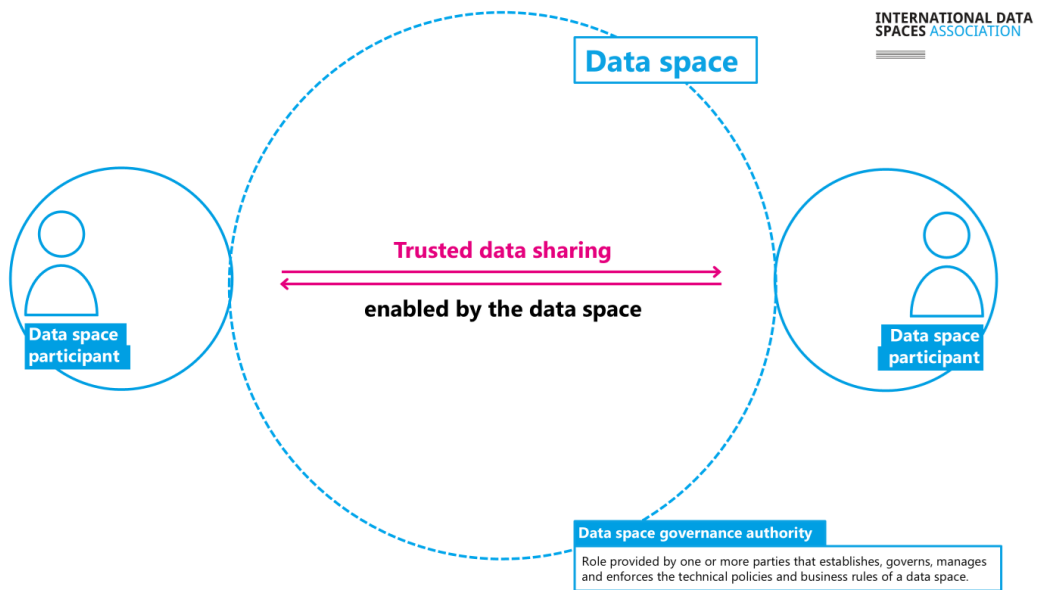 INTERNATIONAL DATA
SPACES ASSOCIATION
Data space
Trusted data sharing
enabled by the data space
Data space
participant
Data space
participant
Data space governance authority
Role provided by one or more parties that establishes, governs, manages
and enforces the technical policies and business rules of a data space.